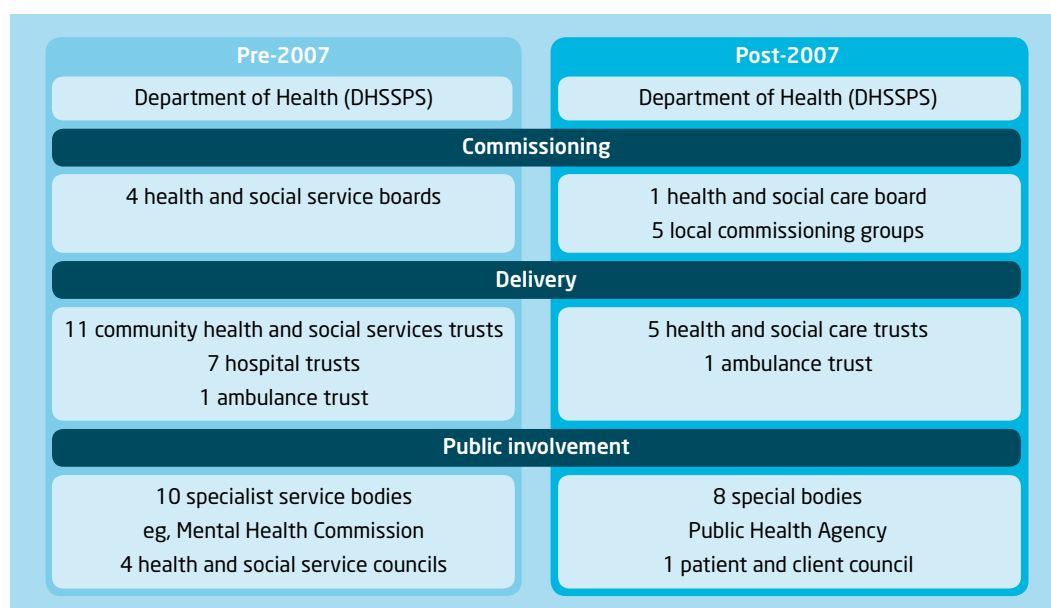 Pre-2007
Post-2007
Department of Health (DHSSPS)
Department of Health (DHSSPS)
Commissioning
4 health and social service boards
1 health and social care board
5 local commissioning groups
Delivery
11 community health and social services trusts
7 hospital trusts
1 ambulance trust
5 health and social care trusts
1 ambulance trust
Public involvement
10 specialist service bodies
eg, Mental Health Commission
4 health and social service councils
8 special bodies
Public Health Agency
1 patient and client council